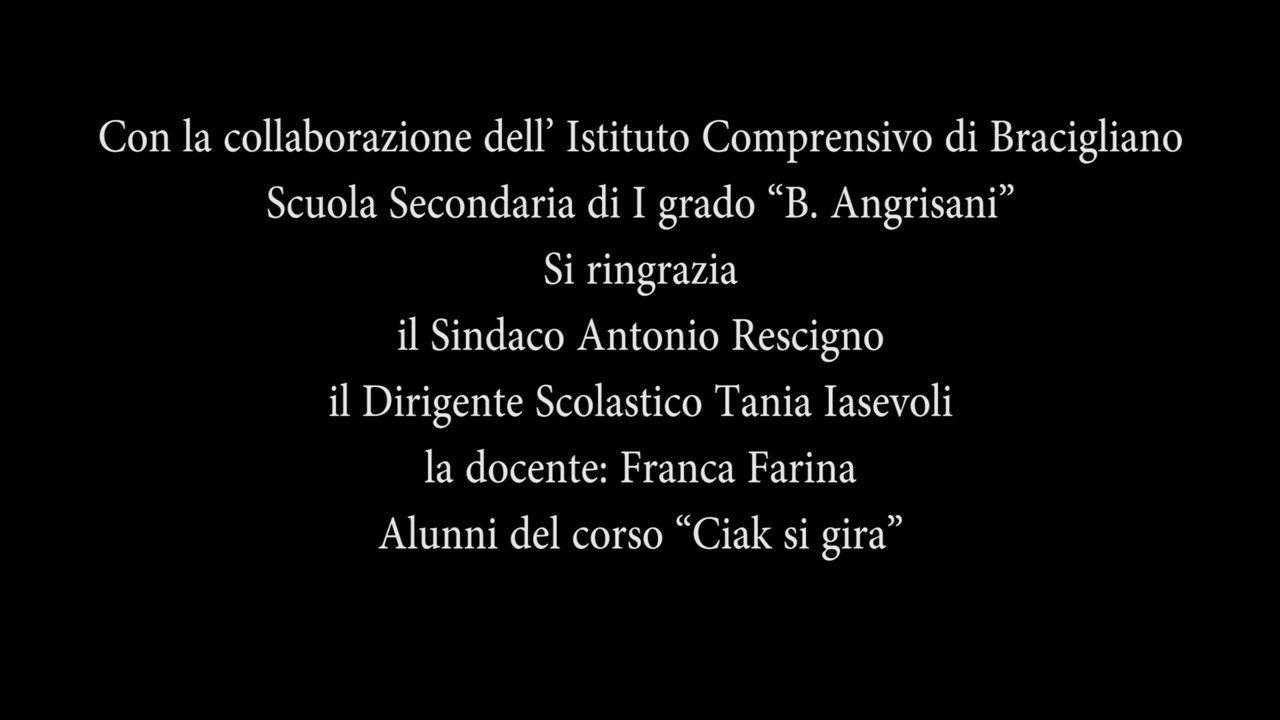 Con la collaborazione dell’ Istituto Comprensivo di Bracigliano
Scuola Secondaria di I grado “B. Angrisani”
Si ringrazia
il Sindaco Antonio Rescigno
il Dirigente Scolastico Tania Iasevoli
la docente: Franca Farina
Alunni del corso “Ciak si gira”